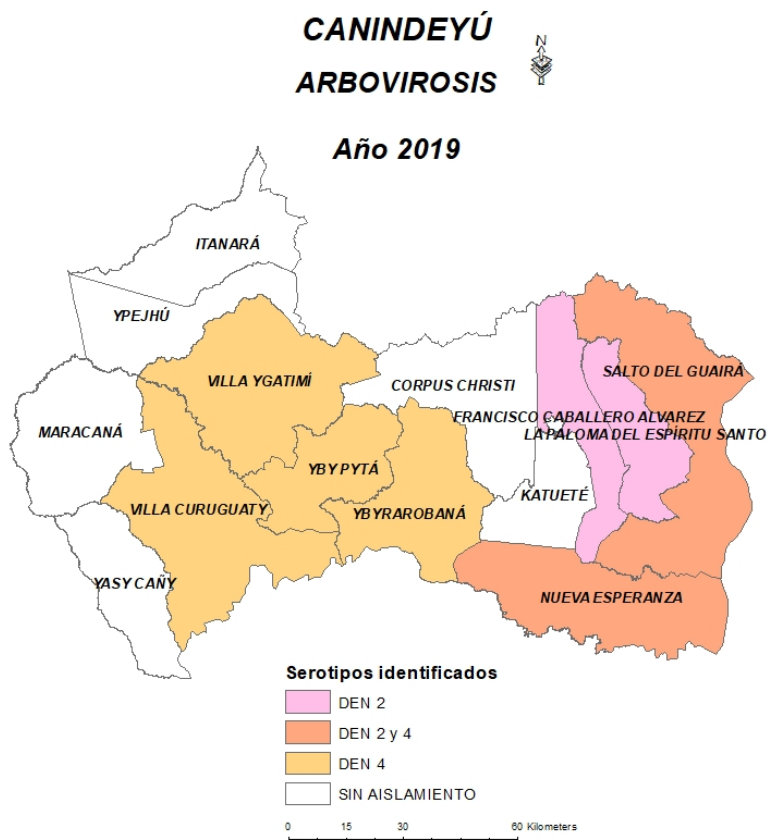 CANINDEYÚ
ARBOVIROSIS
N
Año 2019
ITANARÁ
YPEJHÚ
VILLA YGATIMÍ
CORPUS CHRISTI
SALTO DEL GUAIRÁ
FRANCISCO CABALLERO ALVAREZ
MARACANÁ
LA PALOMA DEL ESPÍRITU SANTO
YBY PYTÁ
KATUETÉ
VILLA CURUGUATY
YBYRAROBANÁ
YASY CAÑY
NUEVA ESPERANZA
Serotipos identificados
DEN 2
DEN 2 y 4
DEN 4
SIN AISLAMIENTO
0 15 30 60 Kilometers